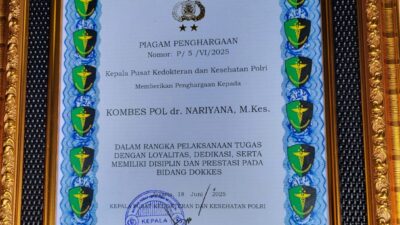 PIAGAM PENGHARGAAN
Nomor: P/ 5 /VI/2025
Kepala Pusat Kedokteran dan Kesehatan Polri
Memberikan Penghargaan Kepada
KOMBES POL dr. NARIYANA, M.Kes.
DALAM RANGKA PELAKSANAAN TUGAS
DENGAN LOYALITAS, DEDIKASI, SERTA
MEMILIKI DISIPLIN DAN PRESTASI PADA
BIDANG DOKKES
18 Juni 2025
KEPALA PUSAT KEDOKTERAN DAN KESEHATAN POLRI
KEPALA